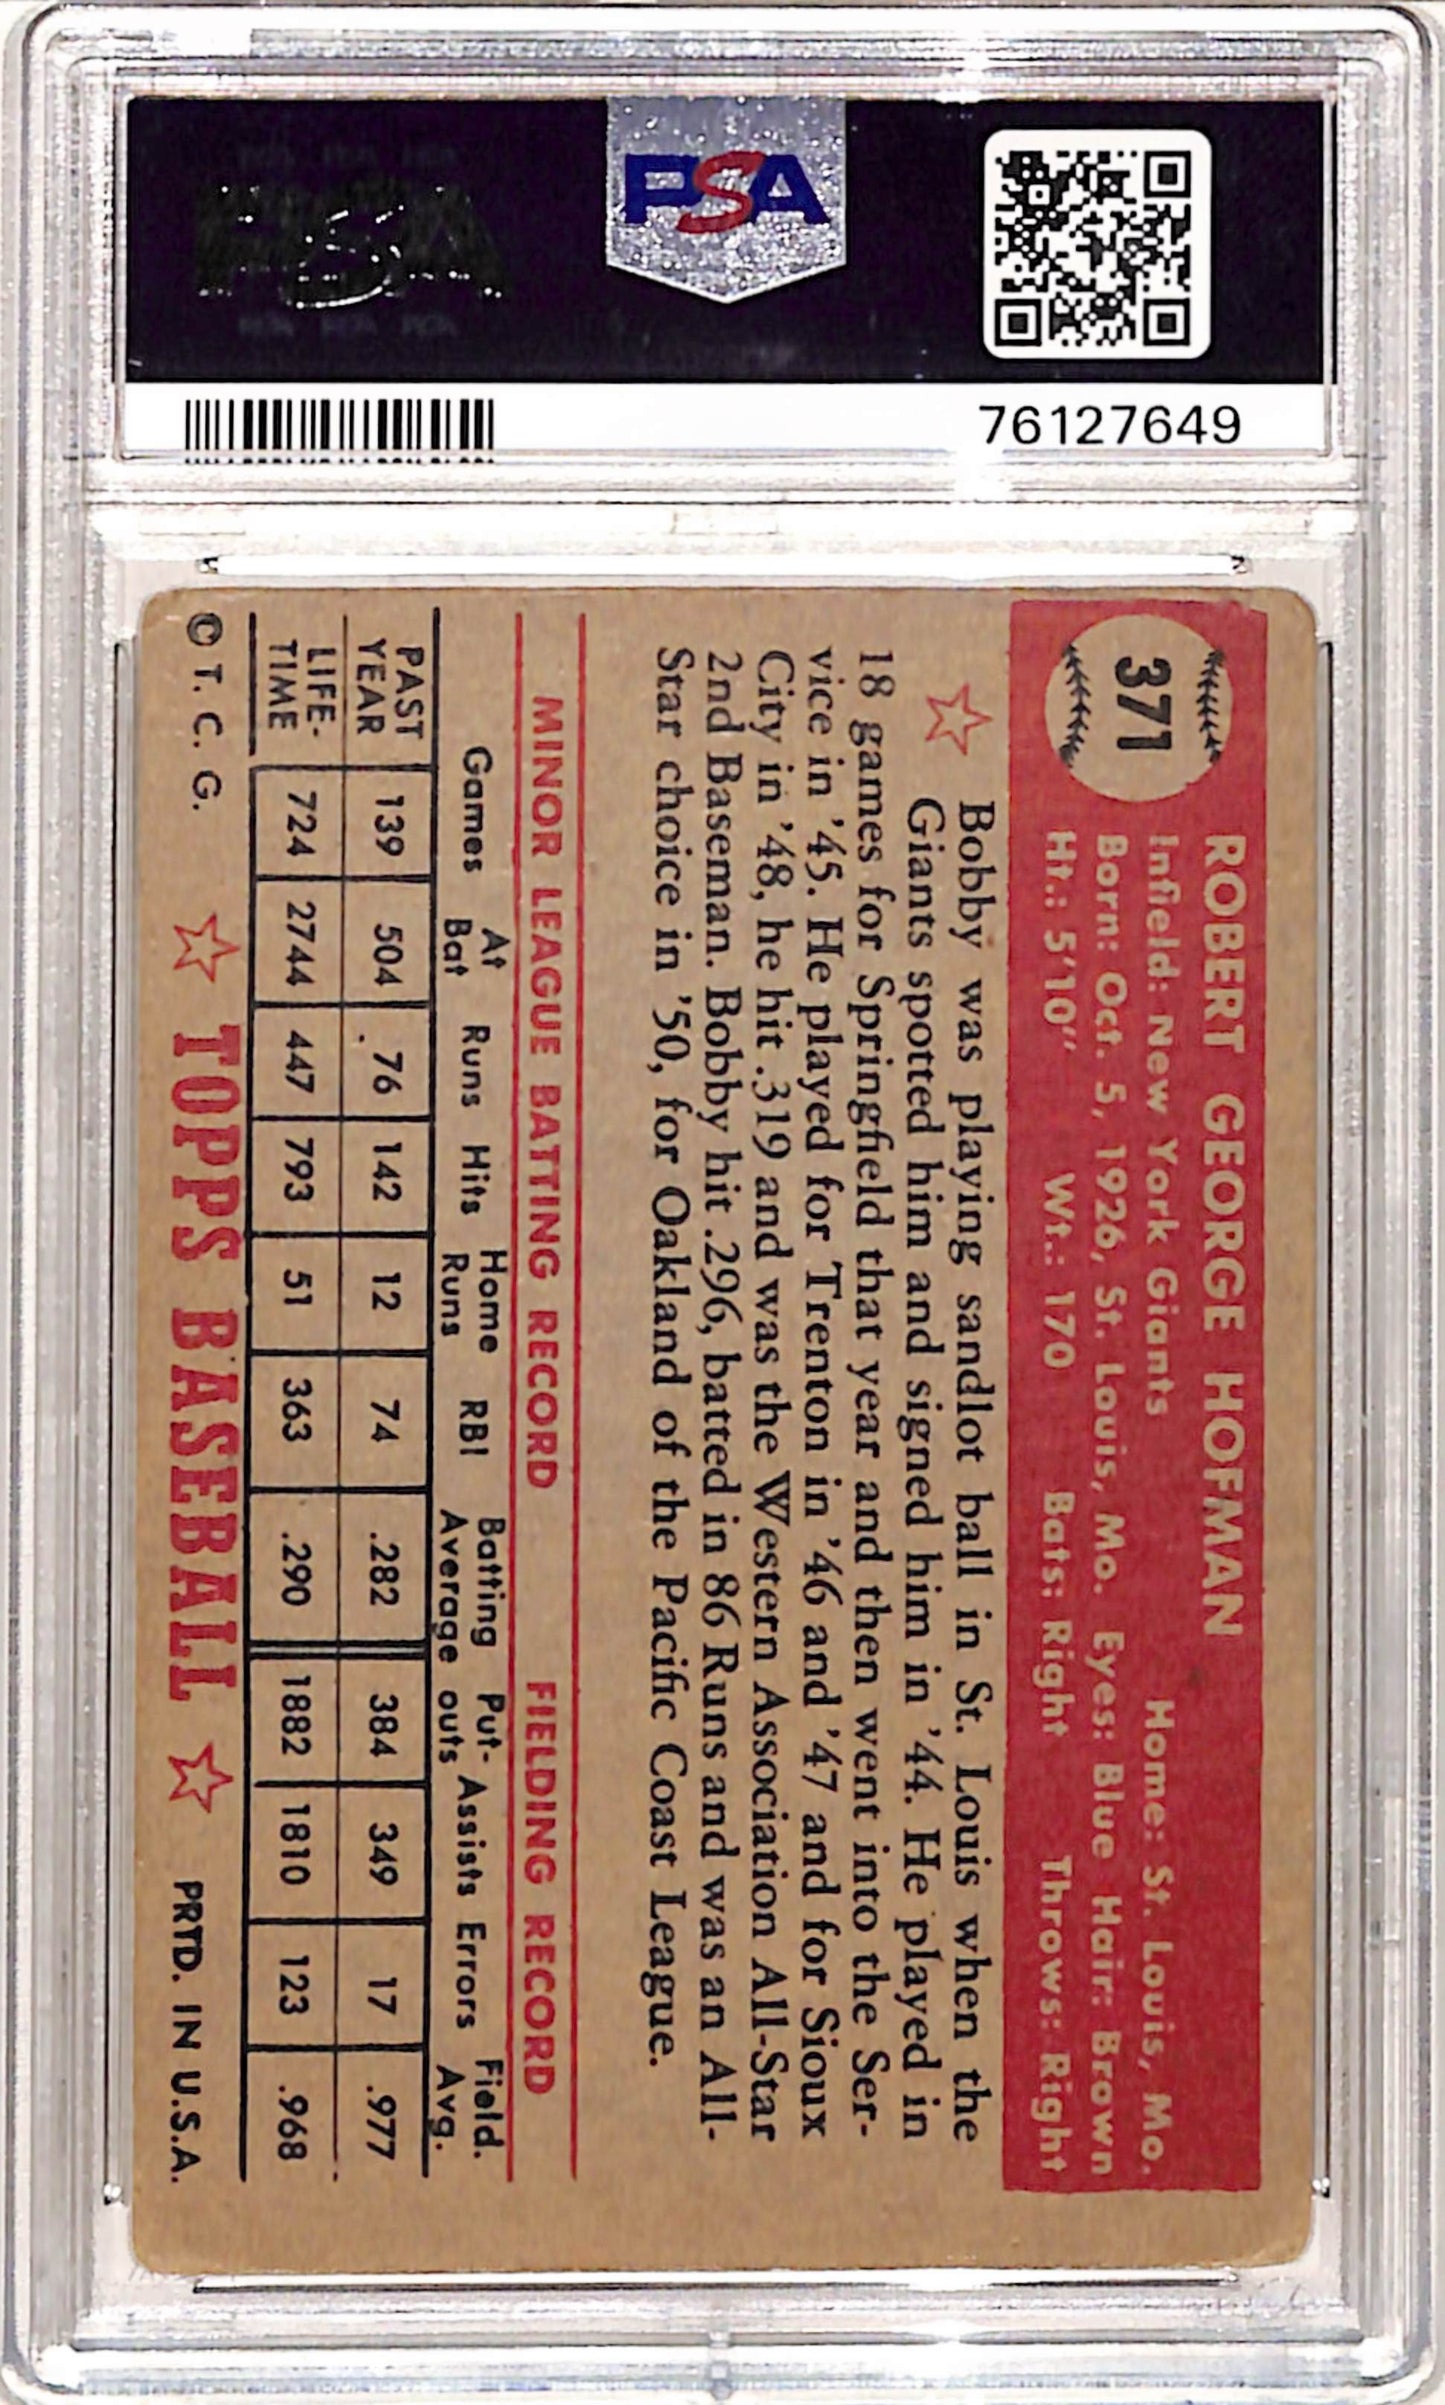 PSA
PSA
76127649
371
ROBERT GEORGE HOFMAN
Infield: New York Giants Home: St. Louis, Mo.
Born: Oct. 5, 1926, St. Louis, Mo. Eyes: Blue Hair: Brown
Ht.: 5'10" Wt.: 170 Bats: Right Throws: Right
Bobby was playing sandlot ball in St. Louis when the
Giants spotted him and signed him in '44. He played in
18 games for Springfield that year and then went into the Ser-
vice in '45. He played for Trenton in '46 and '47 and for Sioux
City in '48, he hit .319 and was the Western Association All-Star
2nd Baseman. Bobby hit .296, batted in 86 Runs and was an All-
Star choice in '50, for Oakland of the Pacific Coast League.
MINOR LEAGUE BATTING RECORD FIELDING RECORD
Games At Bat Runs Hits Home Runs RBI Batting Average Put-outs Assists Errors Field. Avg.
PAST YEAR 139 504 76 142 12 74 .282 384 349 17 .977
LIFE-TIME 724 2744 447 793 51 363 .290 1882 1810 123 .968
© T. C. G. TOPPS BASEBALL PRTD. IN U.S.A.